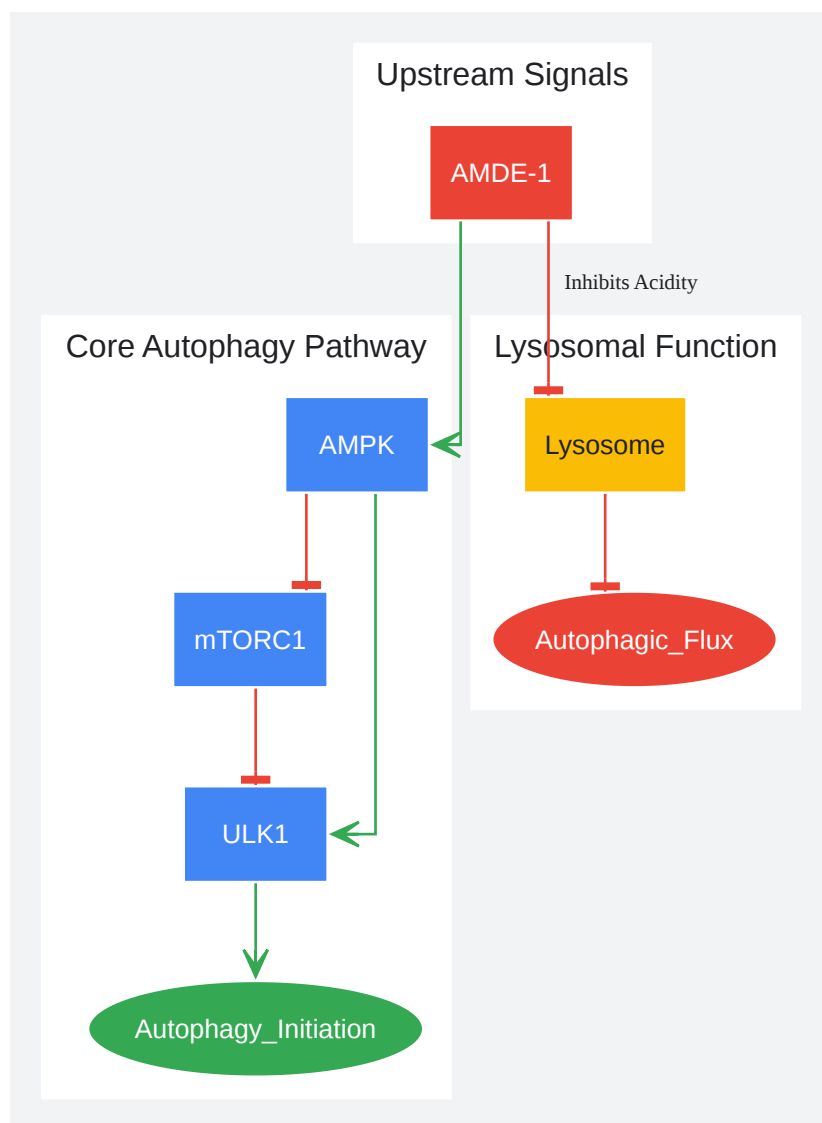 Upstream Signals
AMDE-1
Inhibits Acidity
Core Autophagy Pathway
Lysosomal Function
AMPK
Lysosome
mTORC1
Autophagic_Flux
ULK1
Autophagy_Initiation